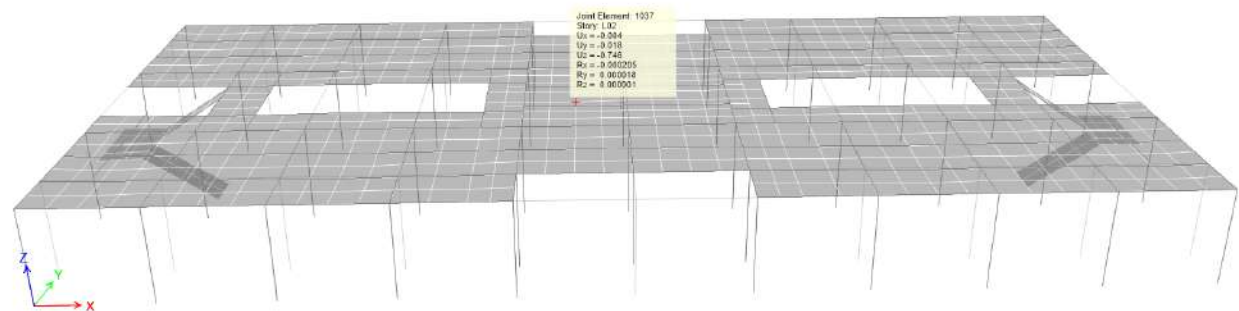 Joint Element: 1037
Story: L02
Ux = -0.004
Uy = -0.018
Uz = -0.746
Rx = -0.000205
Ry = 0.000010
Rz = 0.000001
Z
Y
X